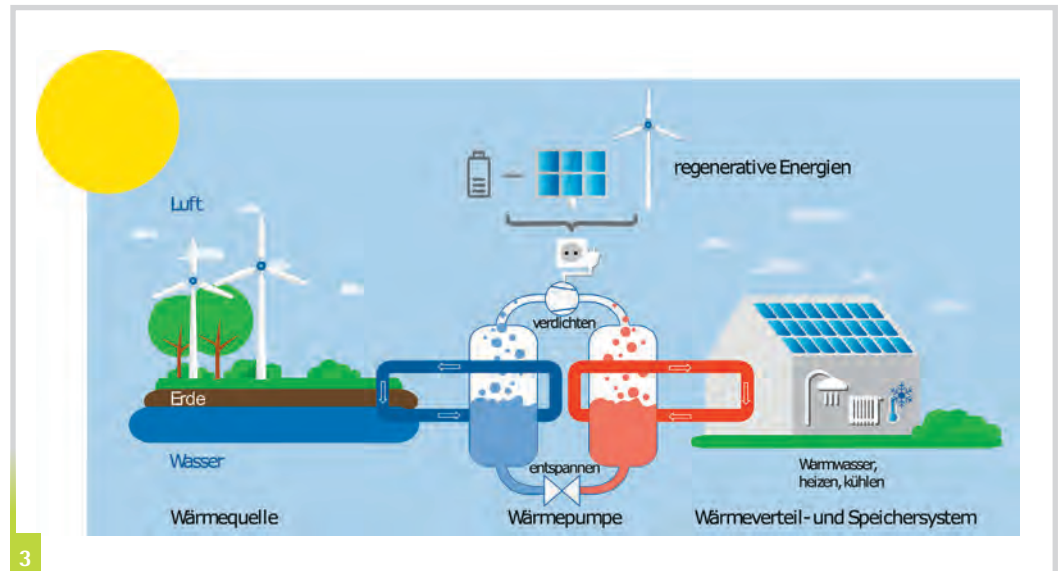 regenerative Energien
Luft
verdichten
Erde
Wasser
entspannen
Warmwasser,
heizen, kühlen
Wärmequelle
Wärmepumpe
Wärmeverteil- und Speichersystem
3